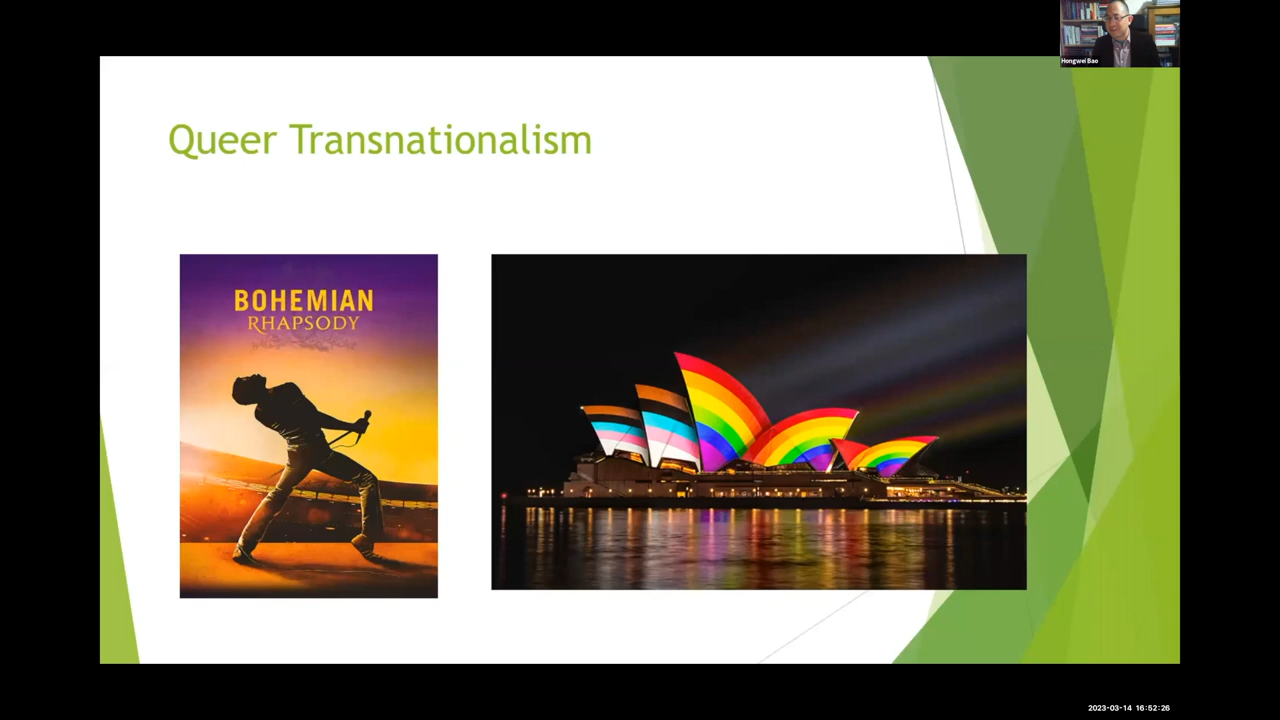 Hongwei Bao
Queer Transnationalism
BOHEMIAN
RHAPSODY
2023-03-14 16:52:26